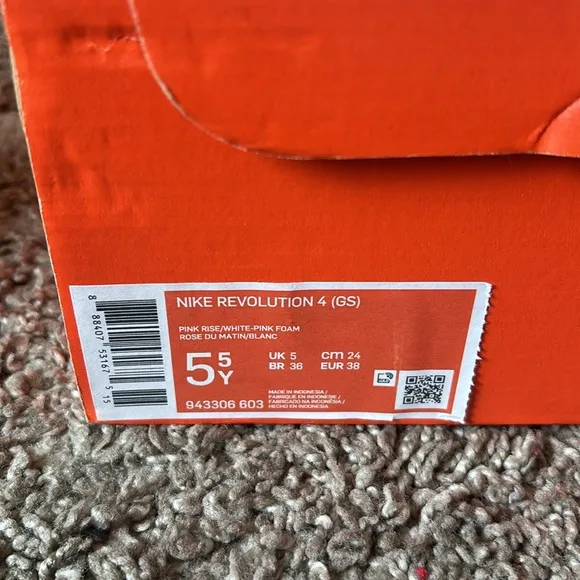 NIKE REVOLUTION 4 (GS)
PINK RISE/WHITE-PINK FOAM
ROSE DU MATIN/BLANC
5 5 Y
UK 5 cm 24
BR 36 EUR 38
943306 603
MADE IN INDONESIA /
FABRIQUE EN INDONESIE /
FABRICADO NA INDONÉSIA /
HECHO EN INDONESIA
8 88407 53167 5 15